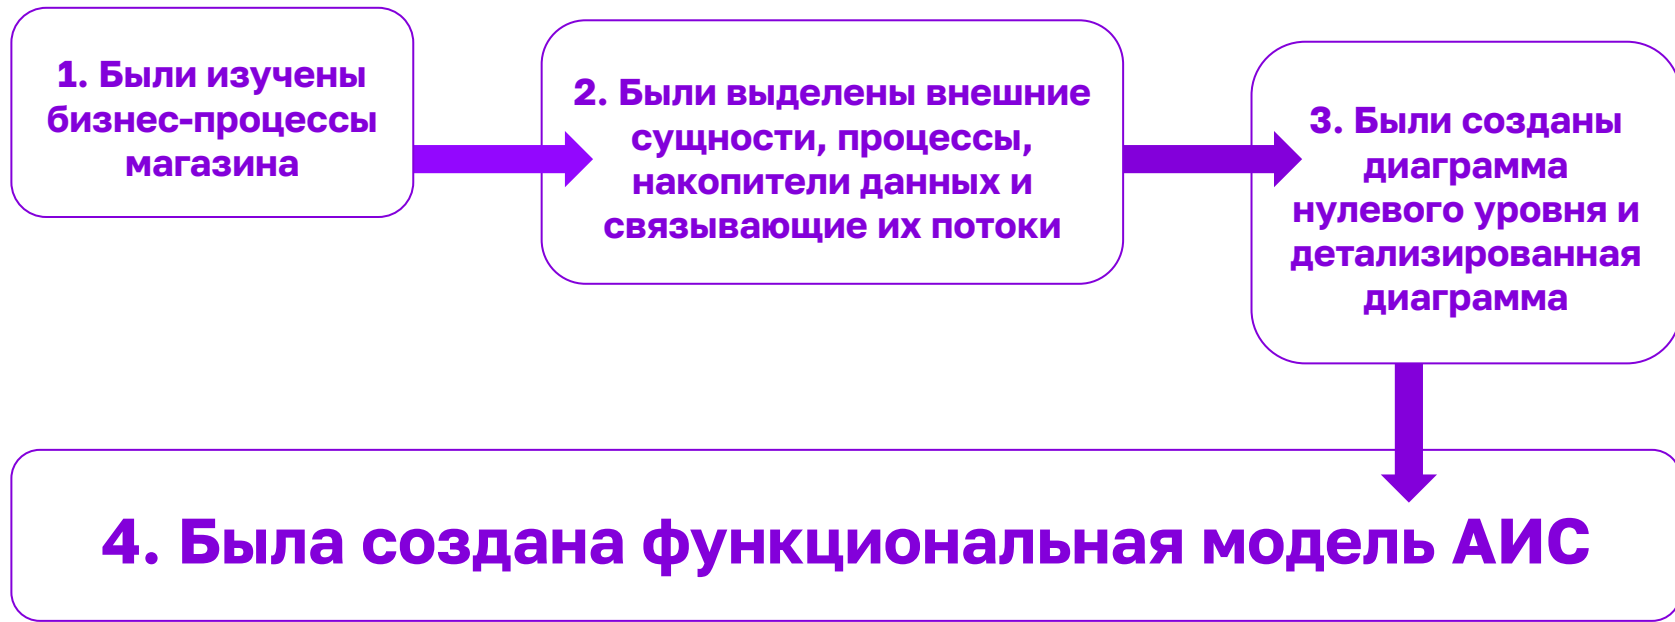 1. Были изучены
бизнес-процессы
магазина
2. Были выделены внешние
сущности, процессы,
накопители данных и
связывающие их потоки
3. Были созданы
диаграмма
нулевого уровня и
детализированная
диаграмма
4. Была создана функциональная модель АИС